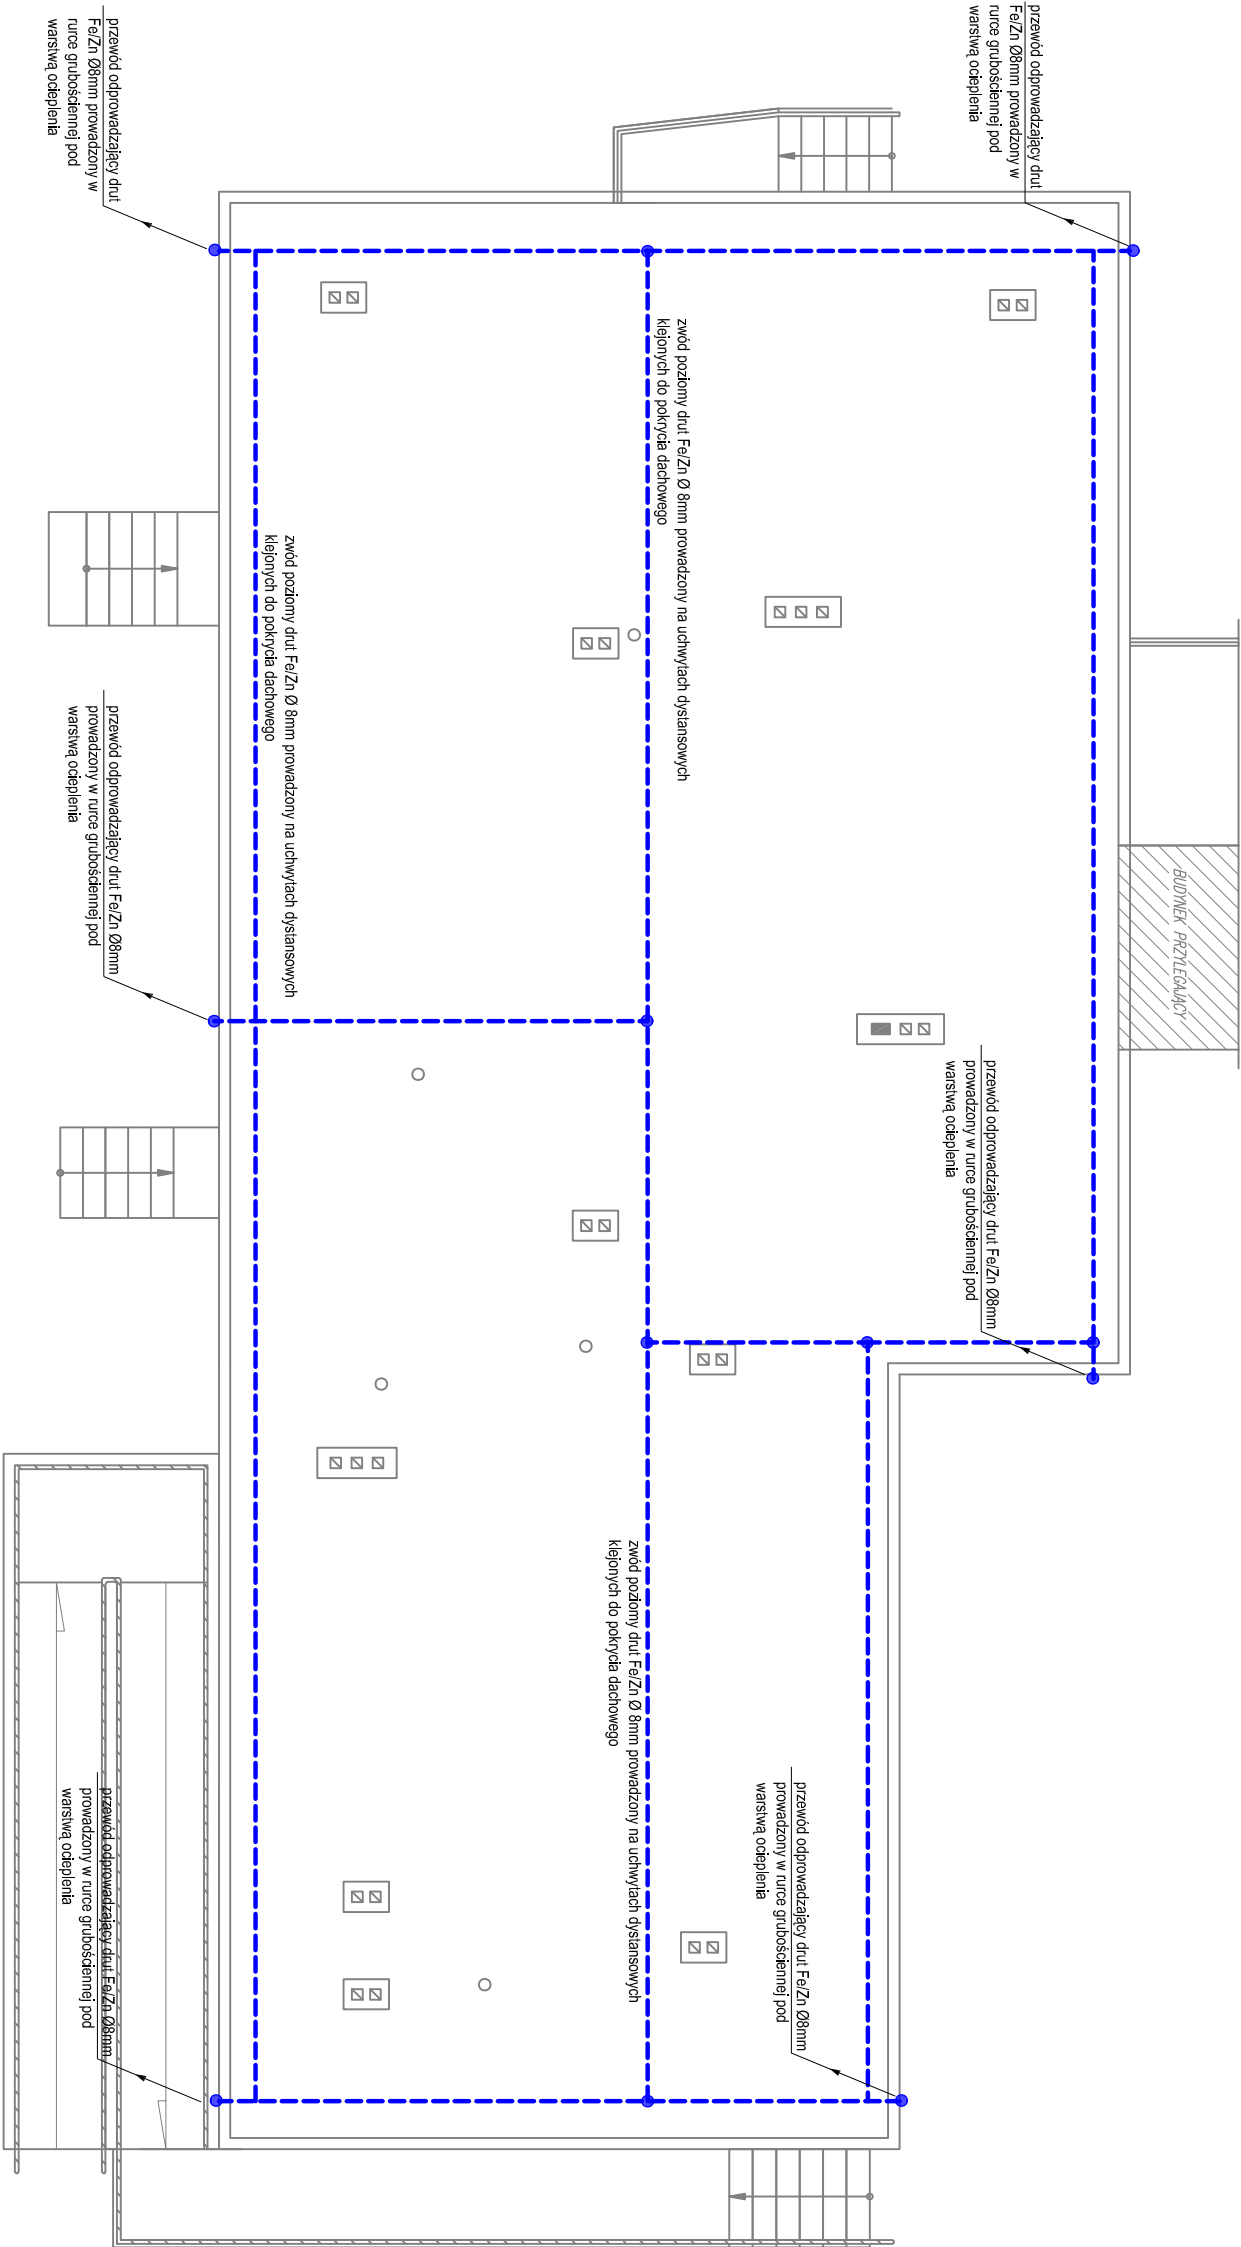 przewód odprowadzający drut
Fe/Zn Ø8mm prowadzony w
rurce grubościennej pod
warstwą ocieplenia
przewód odprowadzający drut
Fe/Zn Ø8mm prowadzony w
rurce grubościennej pod
warstwą ocieplenia
zwód poziomy drut Fe/Zn Ø 8mm prowadzony na uchwytach dystansowych
klejonych do pokrycia dachowego
zwód poziomy drut Fe/Zn Ø 8mm prowadzony na uchwytach dystansowych
klejonych do pokrycia dachowego
BUDYNEK PRZYLEGAJĄCY
przewód odprowadzający drut Fe/Zn Ø8mm
prowadzony w rurce grubościennej pod
warstwą ocieplenia
przewód odprowadzający drut Fe/Zn Ø8mm
prowadzony w rurce grubościennej pod
warstwą ocieplenia
zwód poziomy drut Fe/Zn Ø 8mm prowadzony na uchwytach dystansowych
klejonych do pokrycia dachowego
przewód odprowadzający drut Fe/Zn Ø8mm
prowadzony w rurce grubościennej pod
warstwą ocieplenia
przewód odprowadzający drut Fe/Zn Ø8mm
prowadzony w rurce grubościennej pod
warstwą ocieplenia